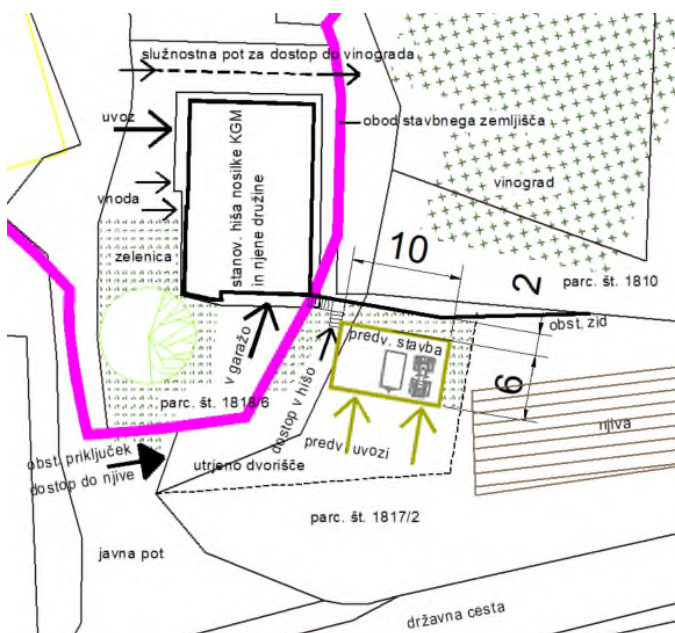 služnostna pot za dostop do vinograda
uvoz
obod stavbnega zemljišča
vhoda
stanov. hiša nosilke KGM
in njene družine
vinograd
zelenica
10
2
parc. št. 1810
obst. zid
predv. stavba
6
v garažo
dostop v hišo
parc. št. 1818/6
njiva
obst. priključek
dostop do njive
predv. uvozi
utrjeno dvorišče
parc. št. 1817/2
javna pot
državna cesta